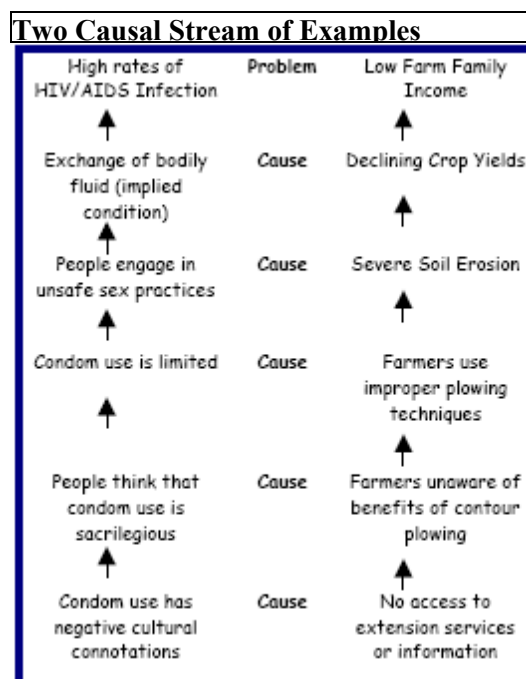 Two Causal Stream of Examples
High rates of Problem Low Farm Family
HIV/AIDS Infection Income
Exchange of bodily Cause Declining Crop Yields
fluid (implied
condition)
People engage in Cause Severe Soil Erosion
unsafe sex practices
Condom use is limited Cause Farmers use
improper plowing
techniques
People think that Cause Farmers unaware of
condom use is benefits of contour
sacrilegious plowing
Condom use has Cause No access to
negative cultural extension services
connotations or information